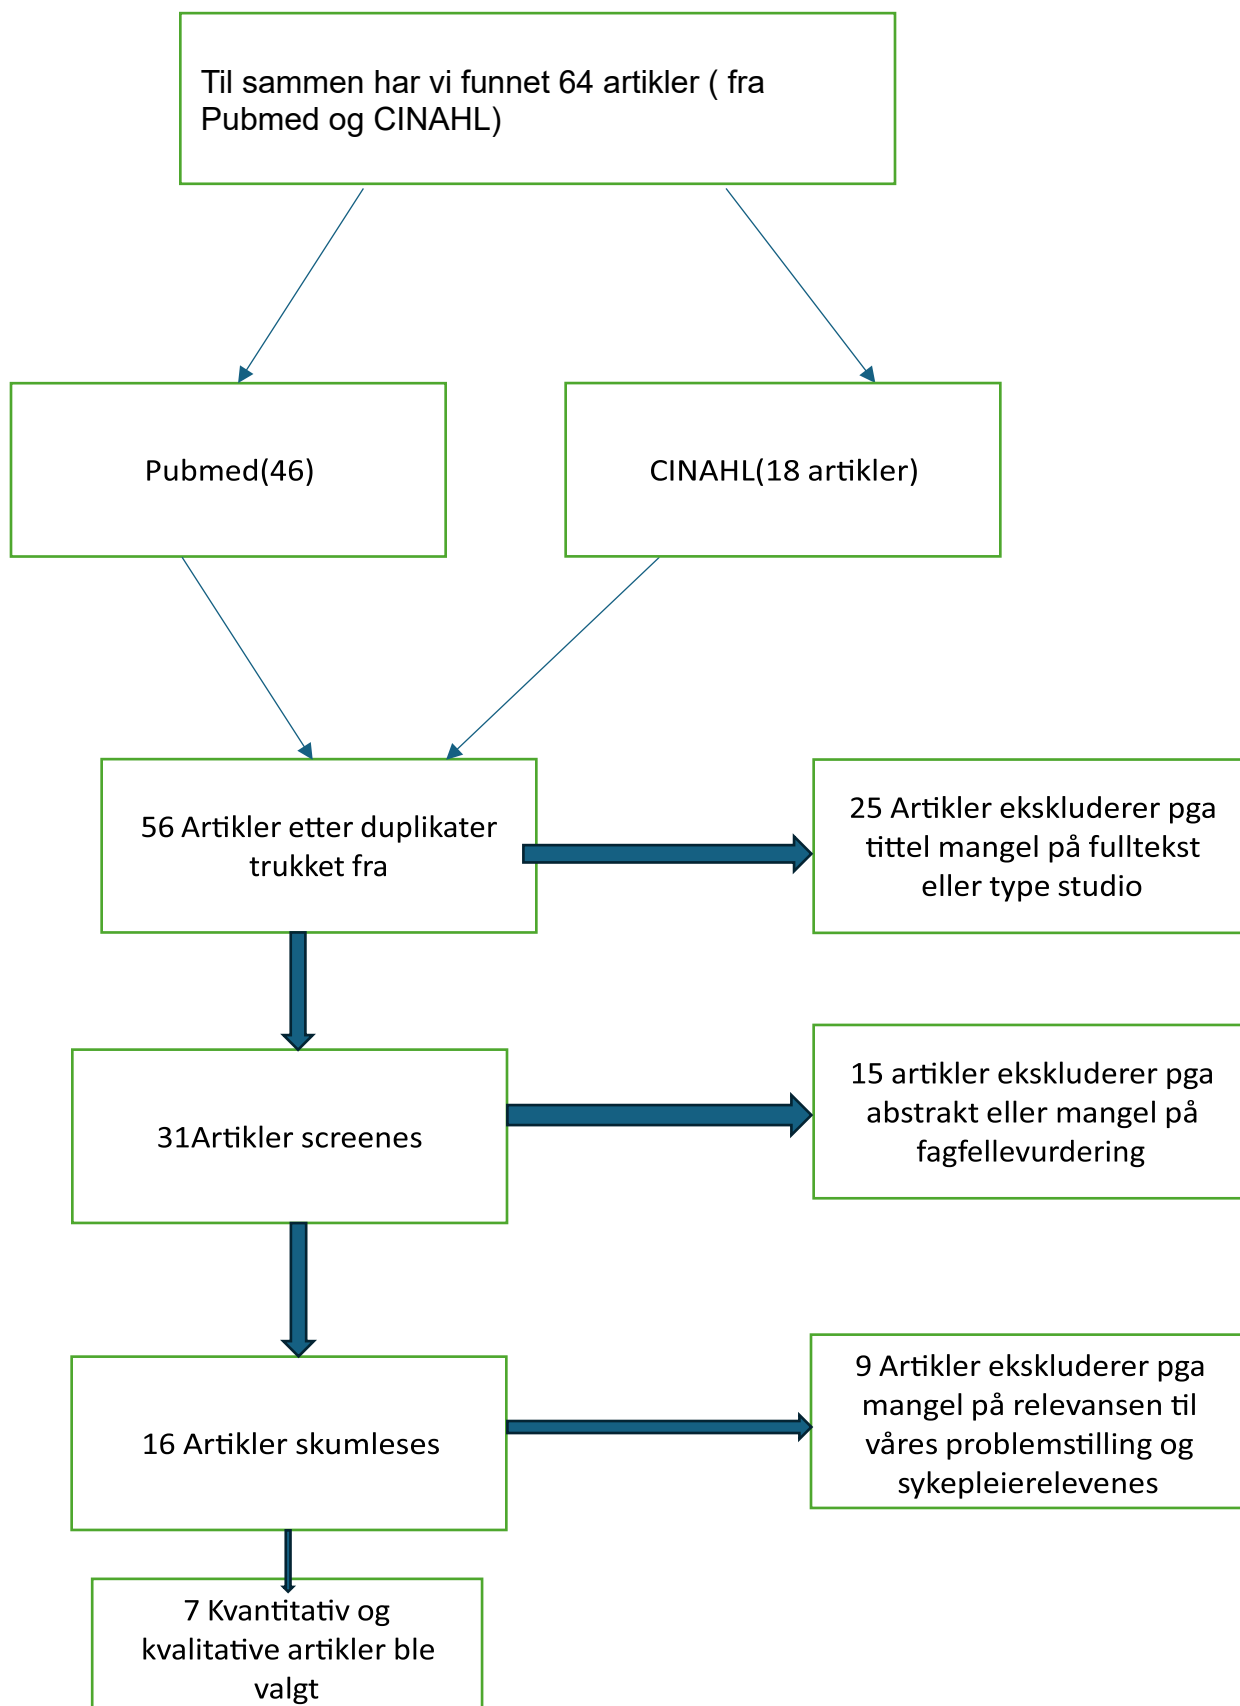 Til sammen har vi funnet 64 artikler ( fra
Pubmed og CINAHL)
Pubmed(46)
CINAHL(18 artikler)
56 Artikler etter duplikater
trukket fra
25 Artikler ekskluderer pga
tittel mangel på fulltekst
eller type studio
31Artikler screenes
15 artikler ekskluderer pga
abstrakt eller mangel på
fagfellevurdering
16 Artikler skumleses
9 Artikler ekskluderer pga
mangel på relevansen til
våres problemstilling og
sykepleierelevenes
7 Kvantitativ og
kvalitative artikler ble
valgt